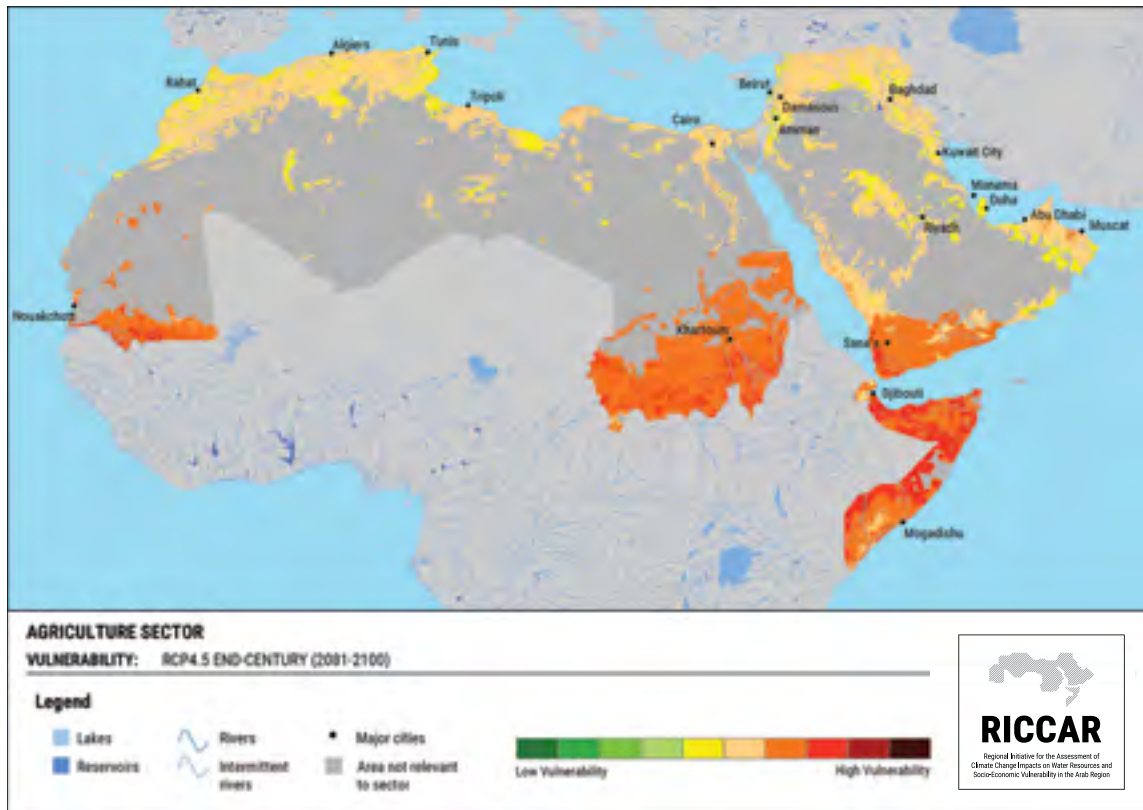 Algiers
Tunis
Rabat
Tripoli
Beirut
Damascus
Baghdad
Cairo
Amman
Kuwait City
Manama
Doha
Abu Dhabi
Riyadh
Muscat
Nouakchott
Khartoum
Sana'a
Djibouti
Mogadishu
AGRICULTURE SECTOR
VULNERABILITY: RCP4.5 END-CENTURY (2081-2100)
Legend
Lakes
Rivers
Major cities
Reservoirs
Intermittent
rivers
Area not relevant
to sector
Low Vulnerability
High Vulnerability
RICCAR
Regional Initiative for the Assessment of
Climate Change Impacts on Water Resources and
Socio-Economic Vulnerability in the Arab Region